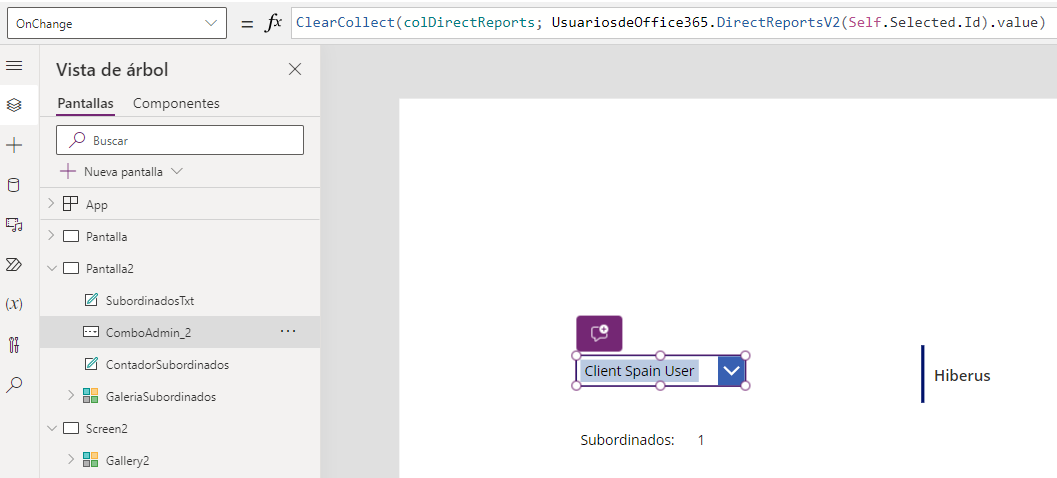 OnChange
= fx ClearCollect(colDirectReports; UsuariosdeOffice365.DirectReportsV2(Self.Selected.Id).value)
Vista de árbol
Pantallas Componentes
Buscar
Nueva pantalla
App
Pantalla
Pantalla2
SubordinadosTxt
ComboAdmin_2
ContadorSubordinados
GaleriaSubordinados
Screen2
Gallery2
(x)
Client Spain User
Hiberus
Subordinados: 1